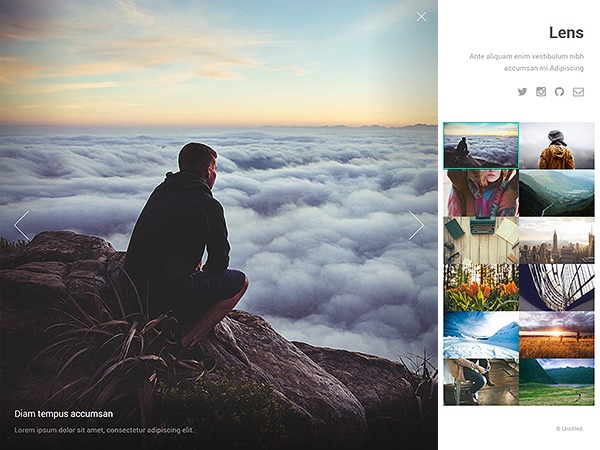 Lens
Ante aliquam enim vestibulum nibh
accumsan mi Adipiscing
Diam tempus accumsan
Lorem ipsum dolor sit amet, consectetur adipiscing elit.
© Untitled.